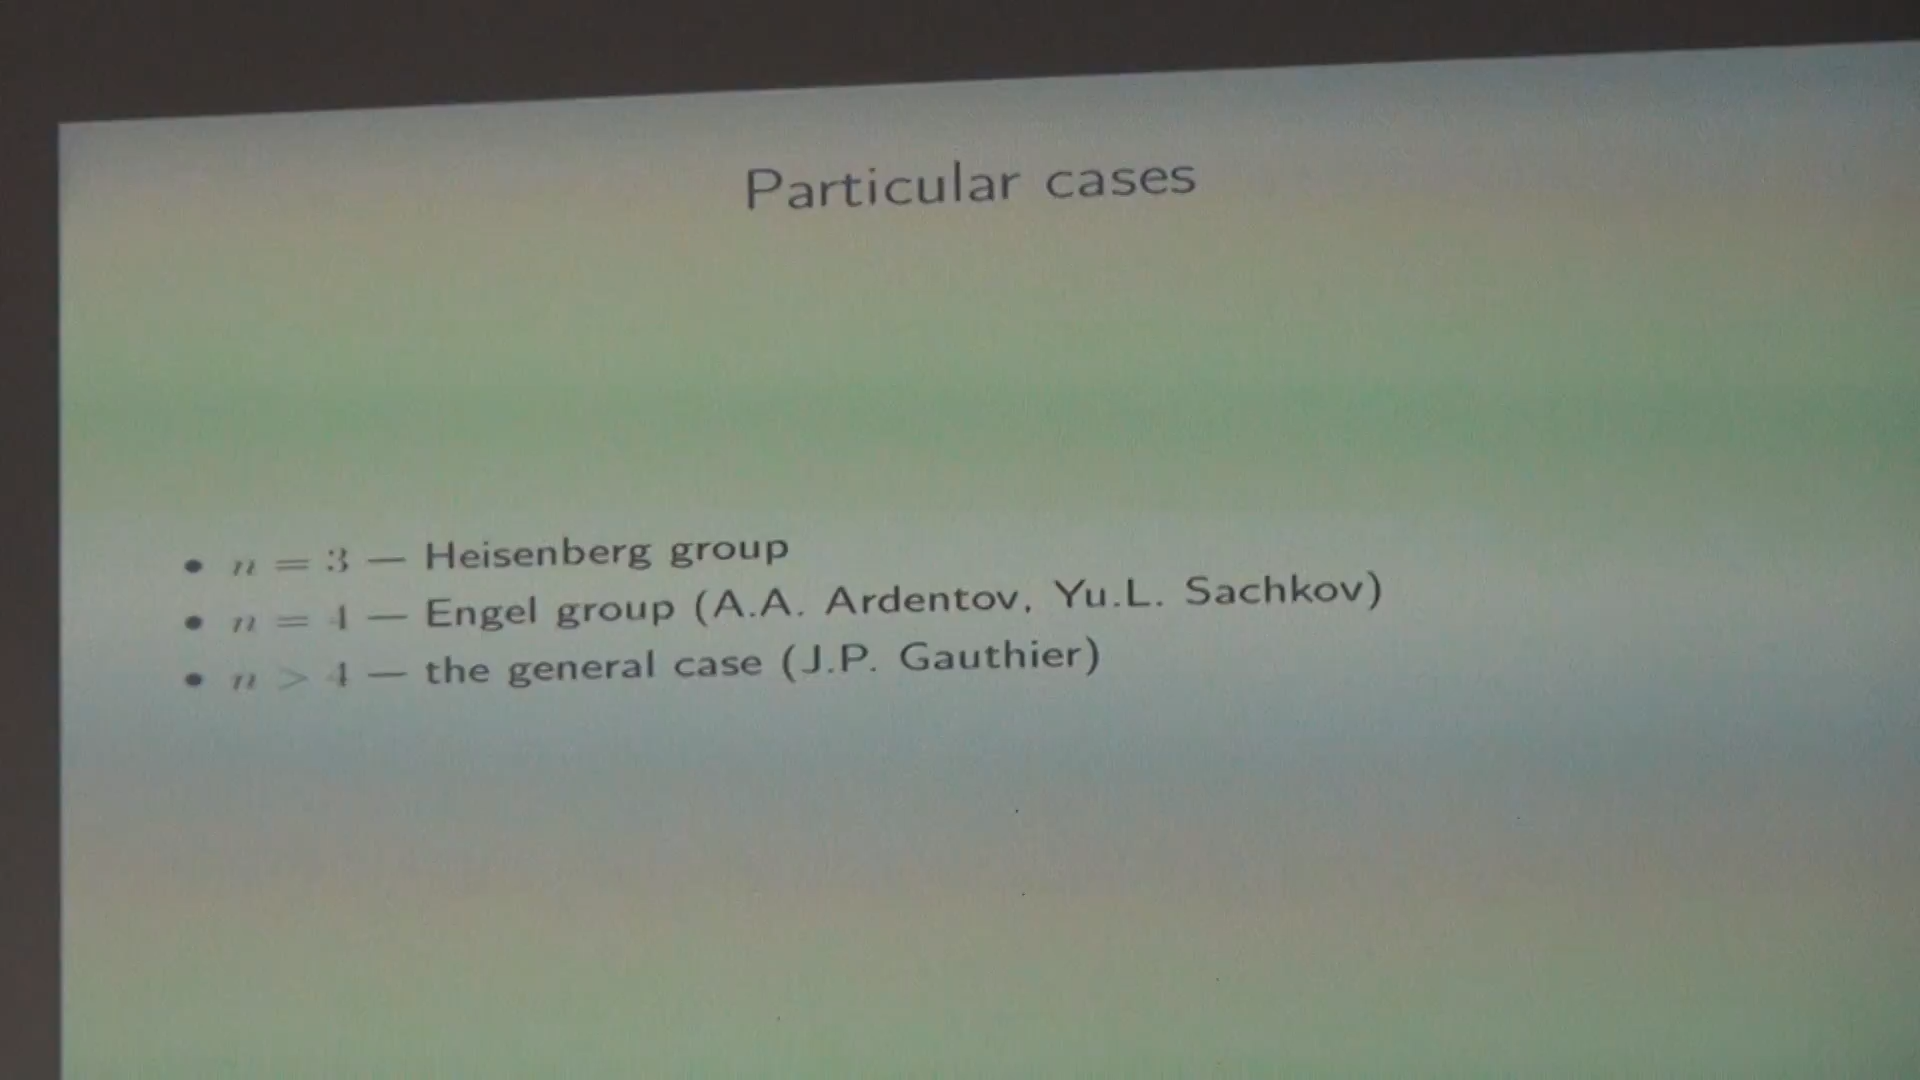 Particular cases
• n = 3 — Heisenberg group
• n = 4 — Engel group (A.A. Ardentov, Yu.L. Sachkov)
• n > 4 — the general case (J.P. Gauthier)